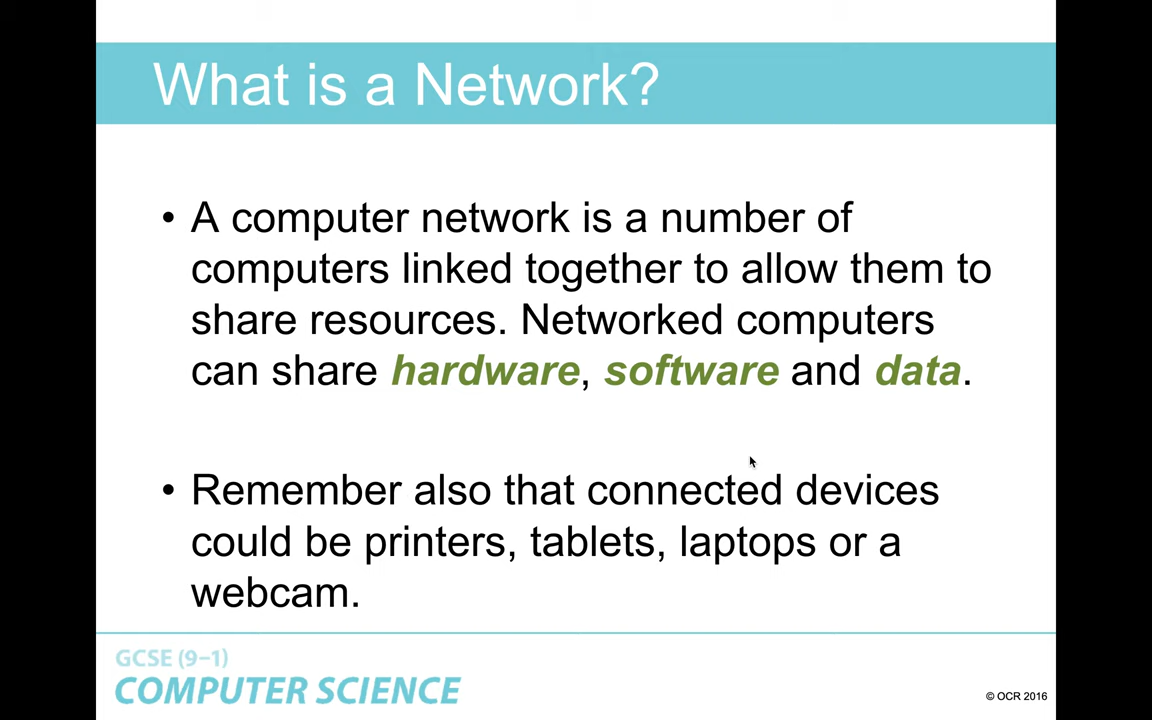 What is a Network?
• A computer network is a number of
computers linked together to allow them to
share resources. Networked computers
can share hardware, software and data.
• Remember also that connected devices
could be printers, tablets, laptops or a
webcam.
GCSE (9–1)
COMPUTER SCIENCE
© OCR 2016